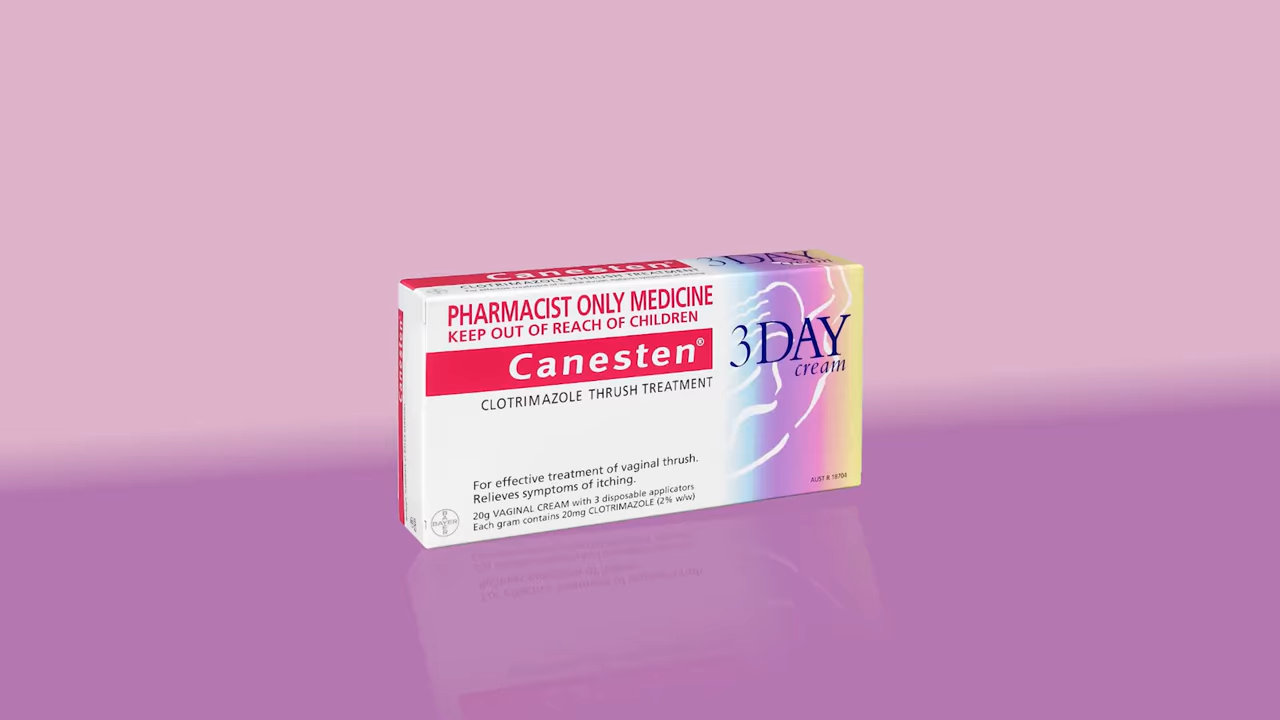 Canesten®
CLOTRIMAZOLE THRUSH TREATMENT
3DAY
cream
PHARMACIST ONLY MEDICINE
KEEP OUT OF REACH OF CHILDREN
Canesten®
CLOTRIMAZOLE THRUSH TREATMENT
3DAY
cream
For effective treatment of vaginal thrush.
Relieves symptoms of itching.
20g VAGINAL CREAM with 3 disposable applicators
Each gram contains 20mg CLOTRIMAZOLE (2% w/w)
BAYER
AUST R 18704
Canesten